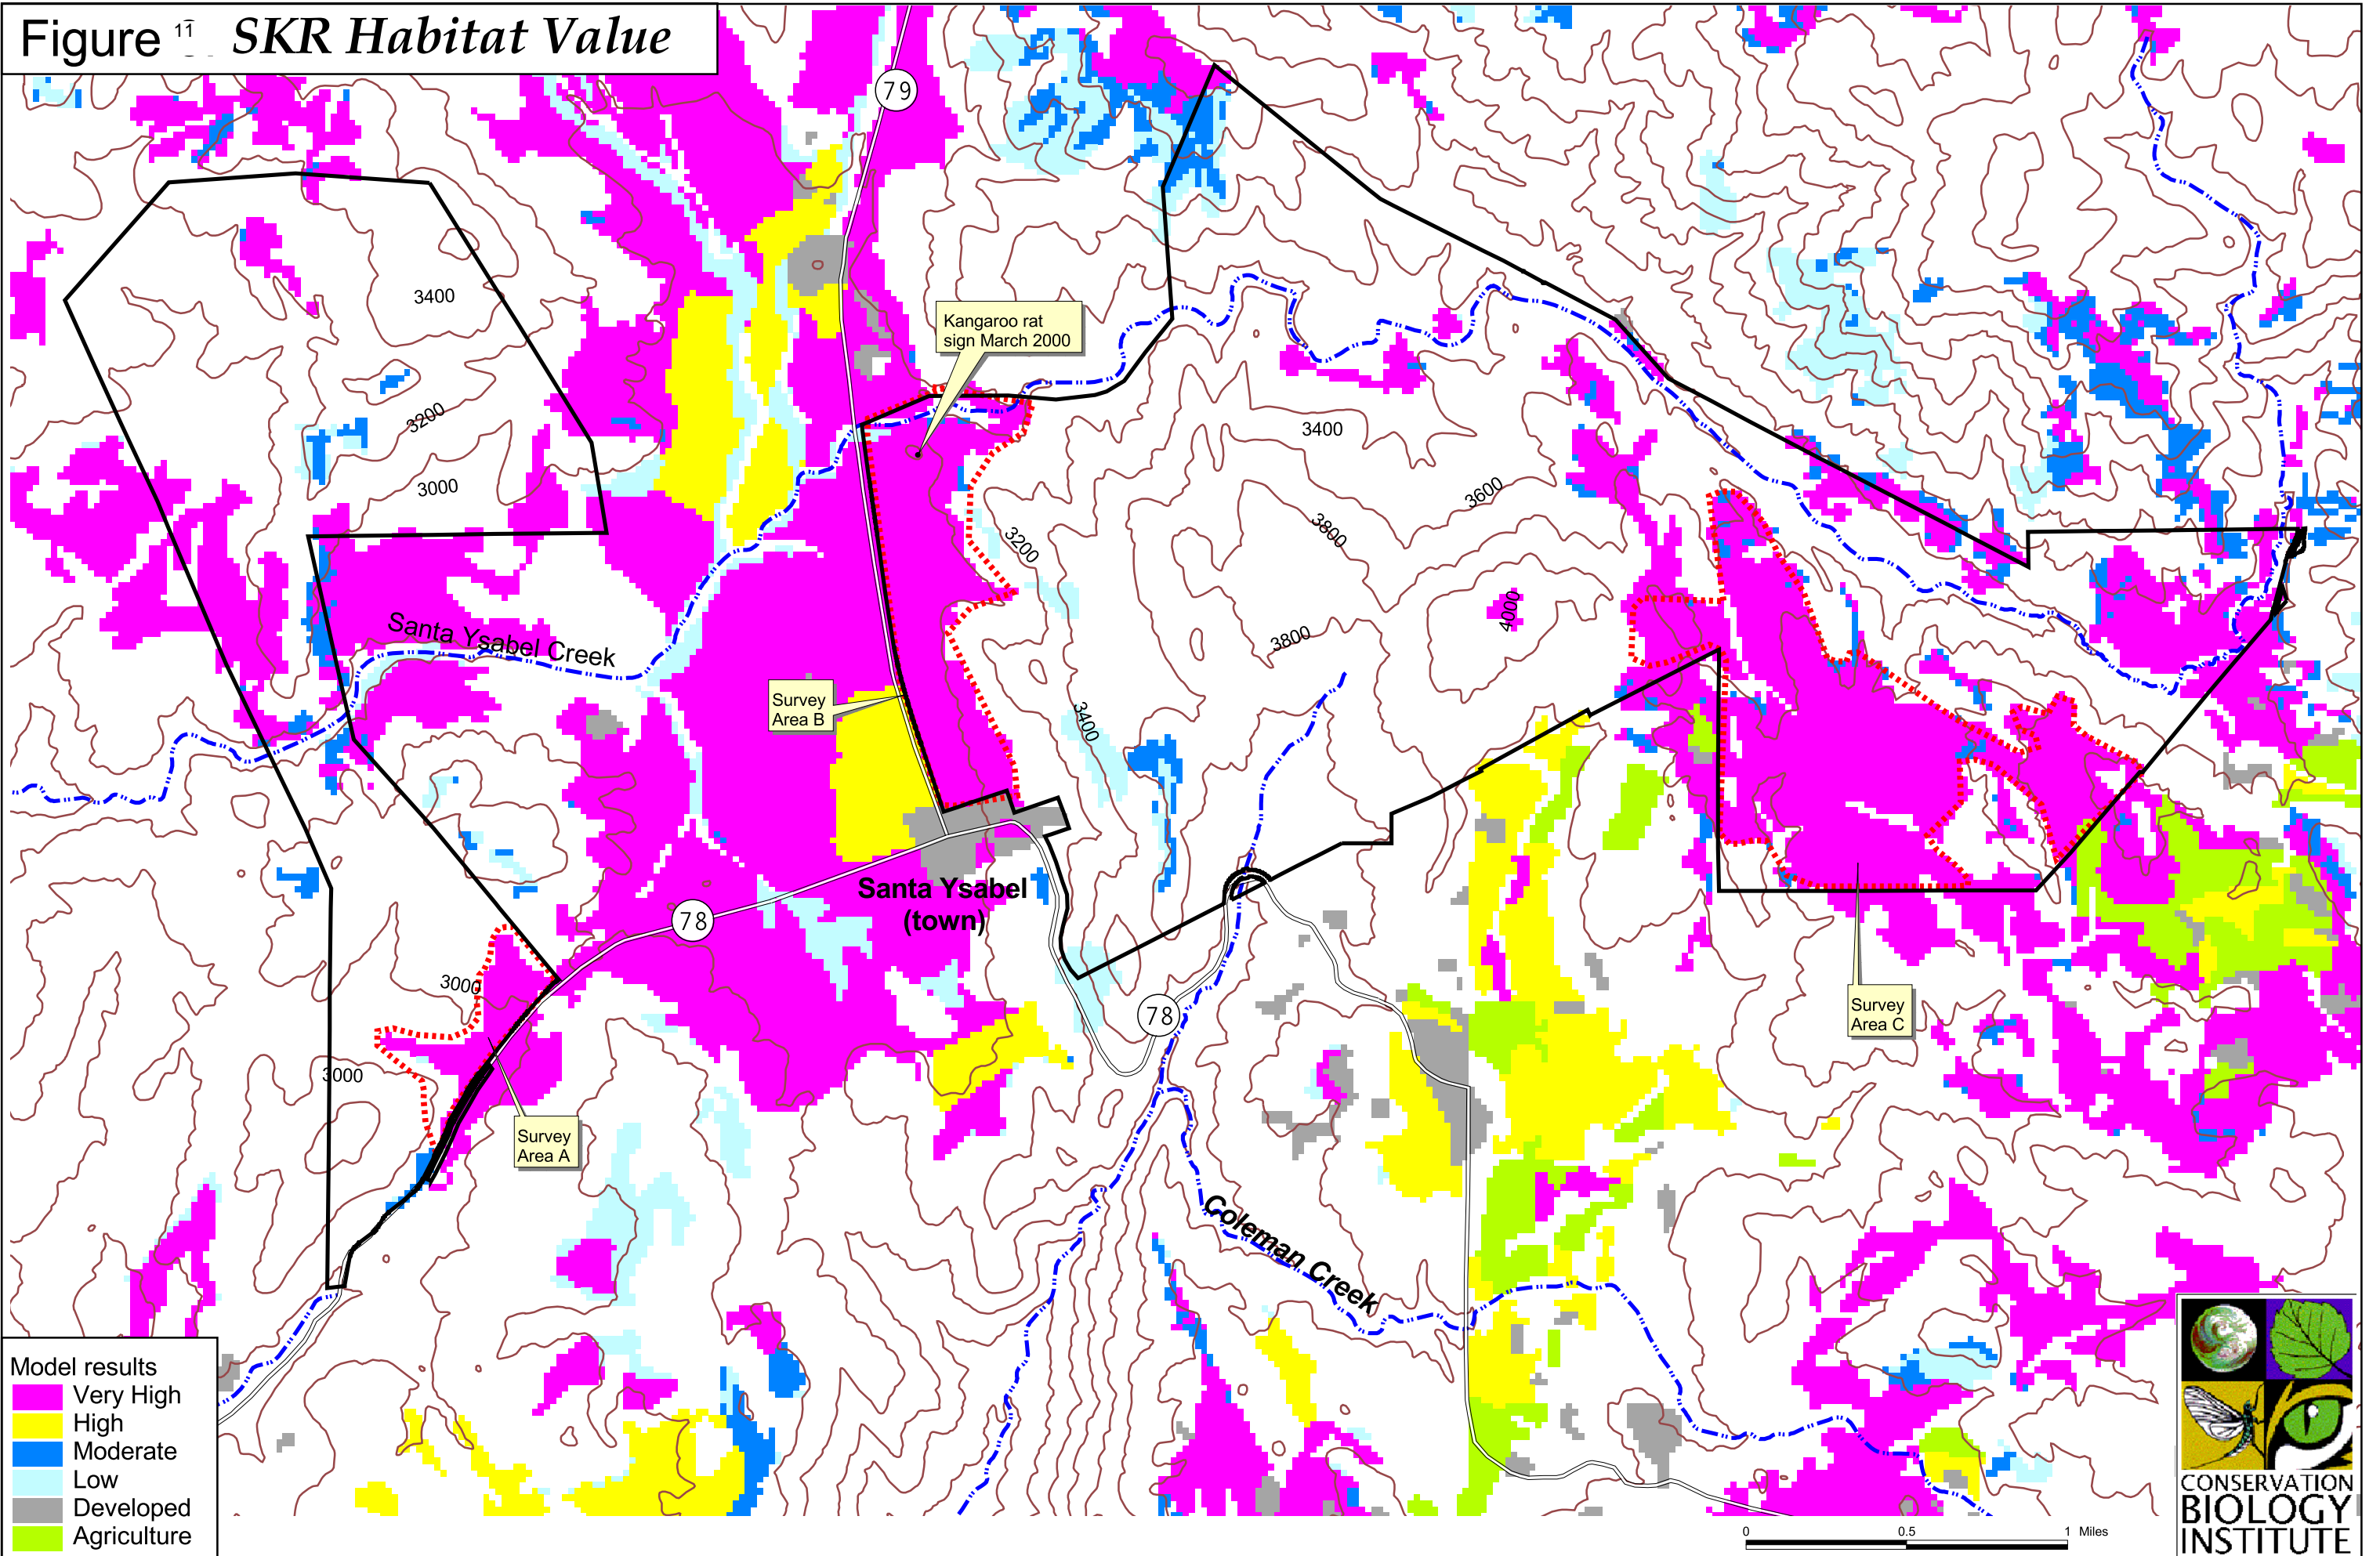 Figure 11 SKR Habitat Value
79
3400
Kangaroo rat
sign March 2000
3200
3400
3000
3600
3800
3200
4000
Santa Ysabel Creek
3800
Survey
Area B
3400
Santa Ysabel
(town)
78
3000
78
Survey
Area C
3000
Survey
Area A
Coleman Creek
Model results
Very High
High
Moderate
Low
Developed
Agriculture
0 0.5 1 Miles
CONSERVATION
BIOLOGY
INSTITUTE